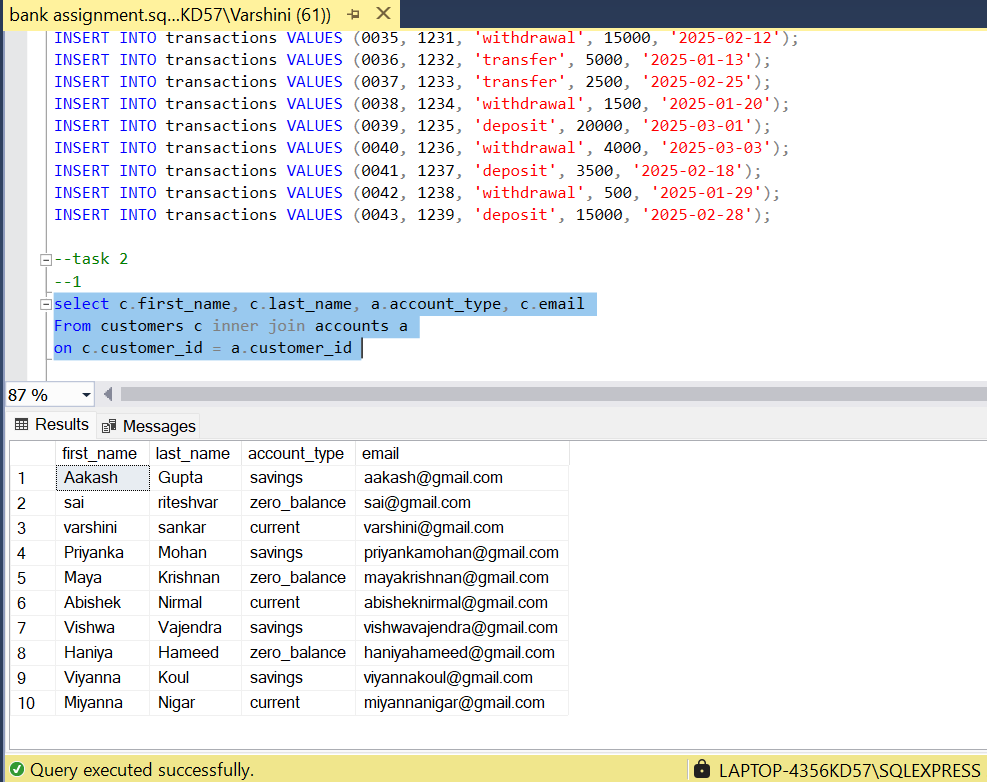 bank assignment.sq...KD57\Varshini (61))
INSERT INTO transactions VALUES (0035, 1231, 'withdrawal', 15000, '2025-02-12');
INSERT INTO transactions VALUES (0036, 1232, 'transfer', 5000, '2025-01-13');
INSERT INTO transactions VALUES (0037, 1233, 'transfer', 2500, '2025-02-25');
INSERT INTO transactions VALUES (0038, 1234, 'withdrawal', 1500, '2025-01-20');
INSERT INTO transactions VALUES (0039, 1235, 'deposit', 20000, '2025-03-01');
INSERT INTO transactions VALUES (0040, 1236, 'withdrawal', 4000, '2025-03-03');
INSERT INTO transactions VALUES (0041, 1237, 'deposit', 3500, '2025-02-18');
INSERT INTO transactions VALUES (0042, 1238, 'withdrawal', 500, '2025-01-29');
INSERT INTO transactions VALUES (0043, 1239, 'deposit', 15000, '2025-02-28');
--task 2
--1
select c.first_name, c.last_name, a.account_type, c.email
From customers c inner join accounts a
on c.customer_id = a.customer_id
87 %
Results Messages
first_name last_name account_type email
1 Aakash Gupta savings aakash@gmail.com
2 sai riteshvar zero_balance sai@gmail.com
3 varshini sankar current varshini@gmail.com
4 Priyanka Mohan savings priyankamohan@gmail.com
5 Maya Krishnan zero_balance mayakrishnan@gmail.com
6 Abishek Nirmal current abisheknirmal@gmail.com
7 Vishwa Vajendra savings vishwavajendra@gmail.com
8 Haniya Hameed zero_balance haniyahameed@gmail.com
9 Viyanna Koul savings viyannakoul@gmail.com
10 Miyanna Nigar current miyannanigar@gmail.com
Query executed successfully. LAPTOP-4356KD57\SQLEXPRESS